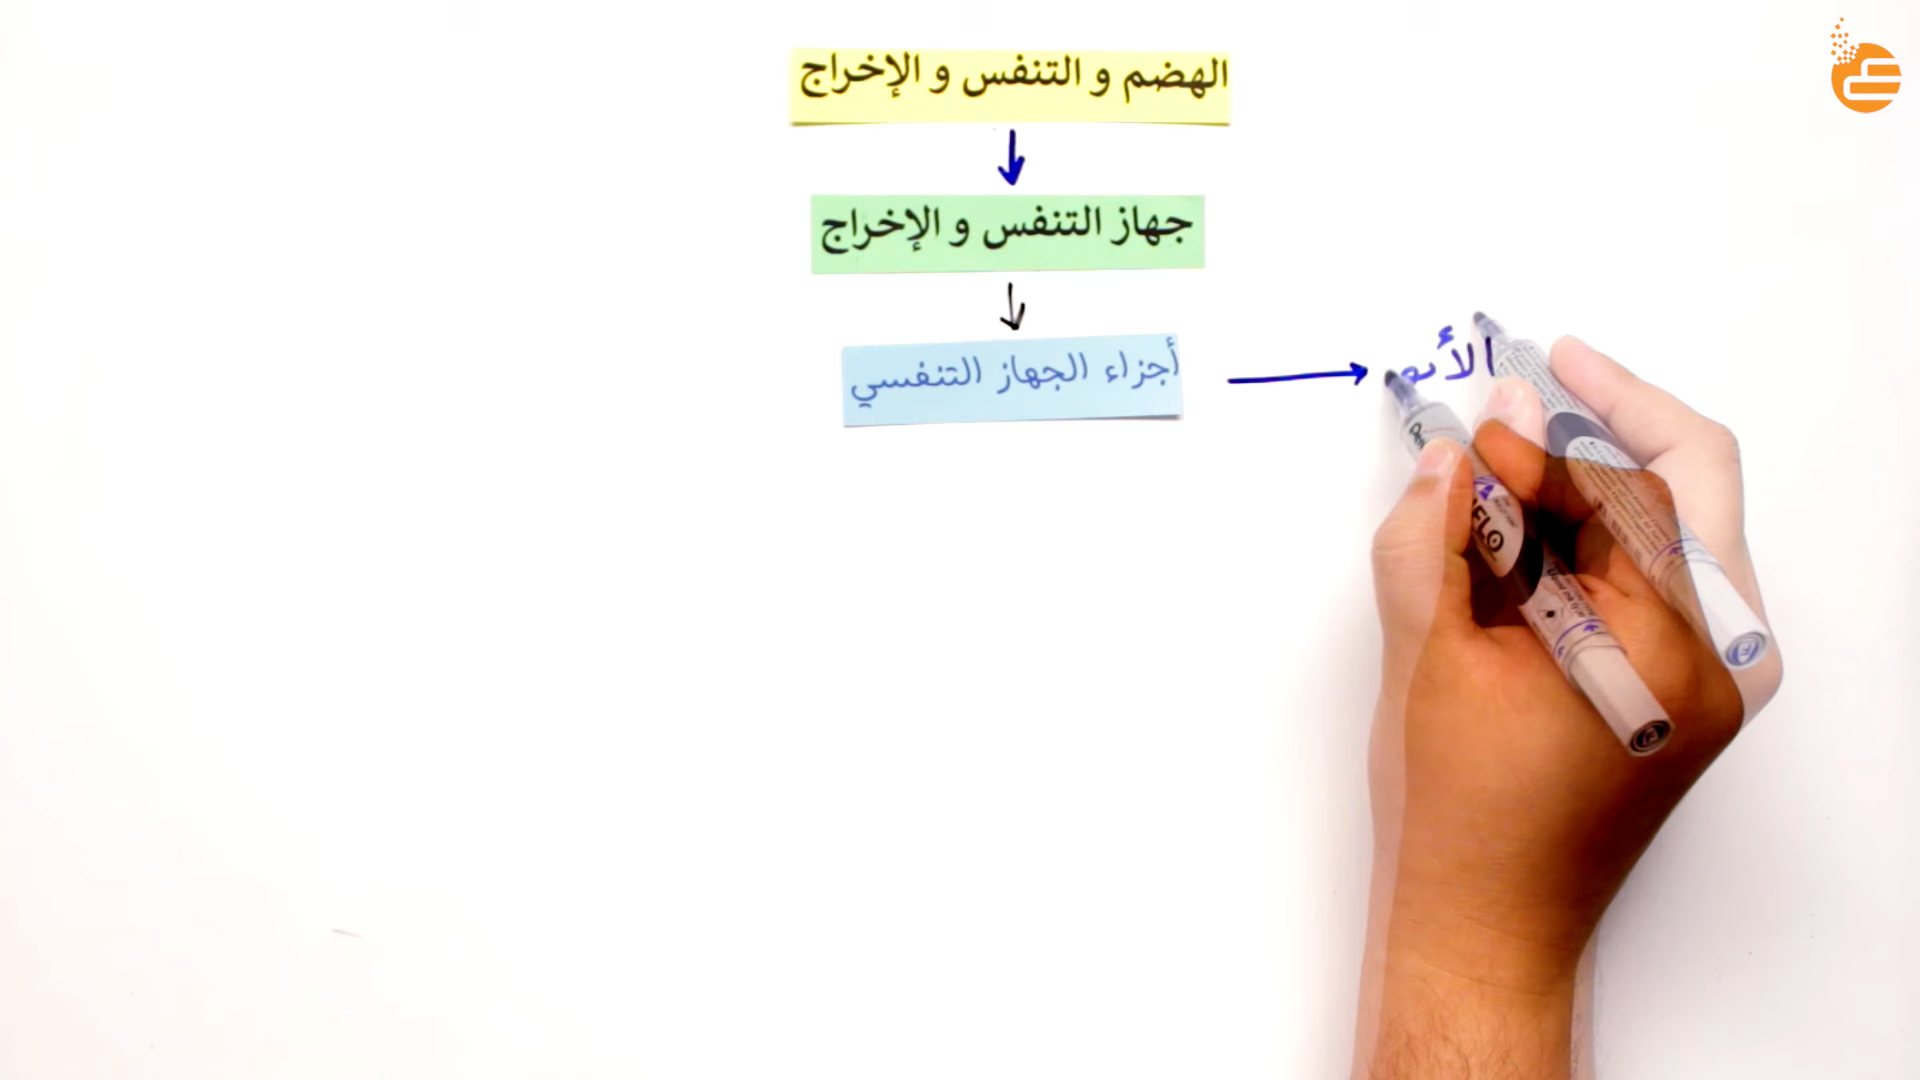 الهضم و التنفس و الإخراج
جهاز التنفس و الإخراج
أجزاء الجهاز التنفسي